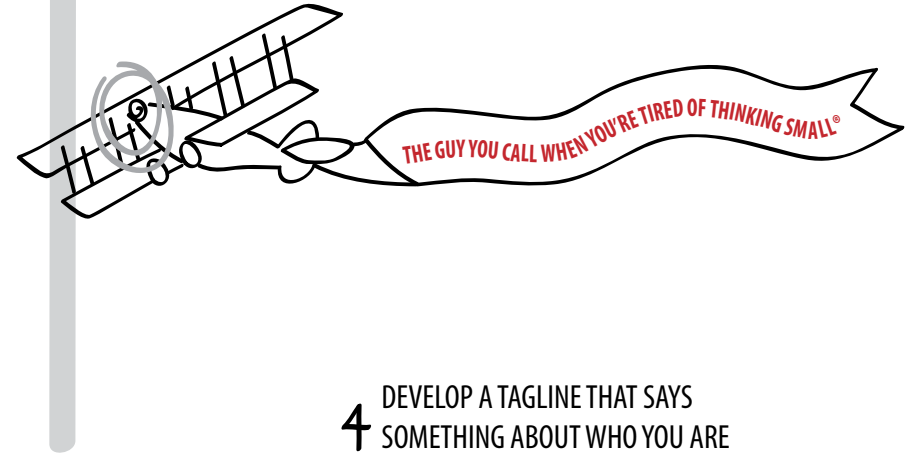 THE GUY YOU CALL WHEN YOU'RE TIRED OF THINKING SMALL®
4 DEVELOP A TAGLINE THAT SAYS
SOMETHING ABOUT WHO YOU ARE